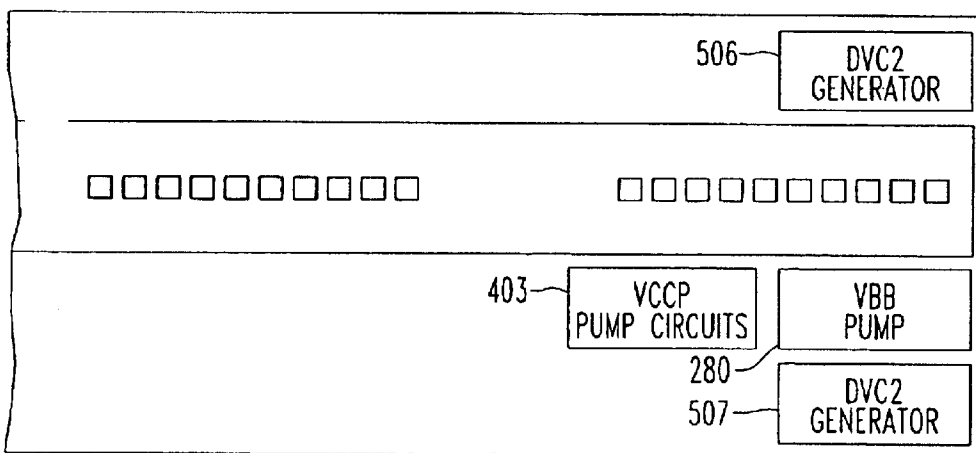 506
DVC2
GENERATOR
403
VCCP
PUMP CIRCUITS
VBB
PUMP
280
507
DVC2
GENERATOR